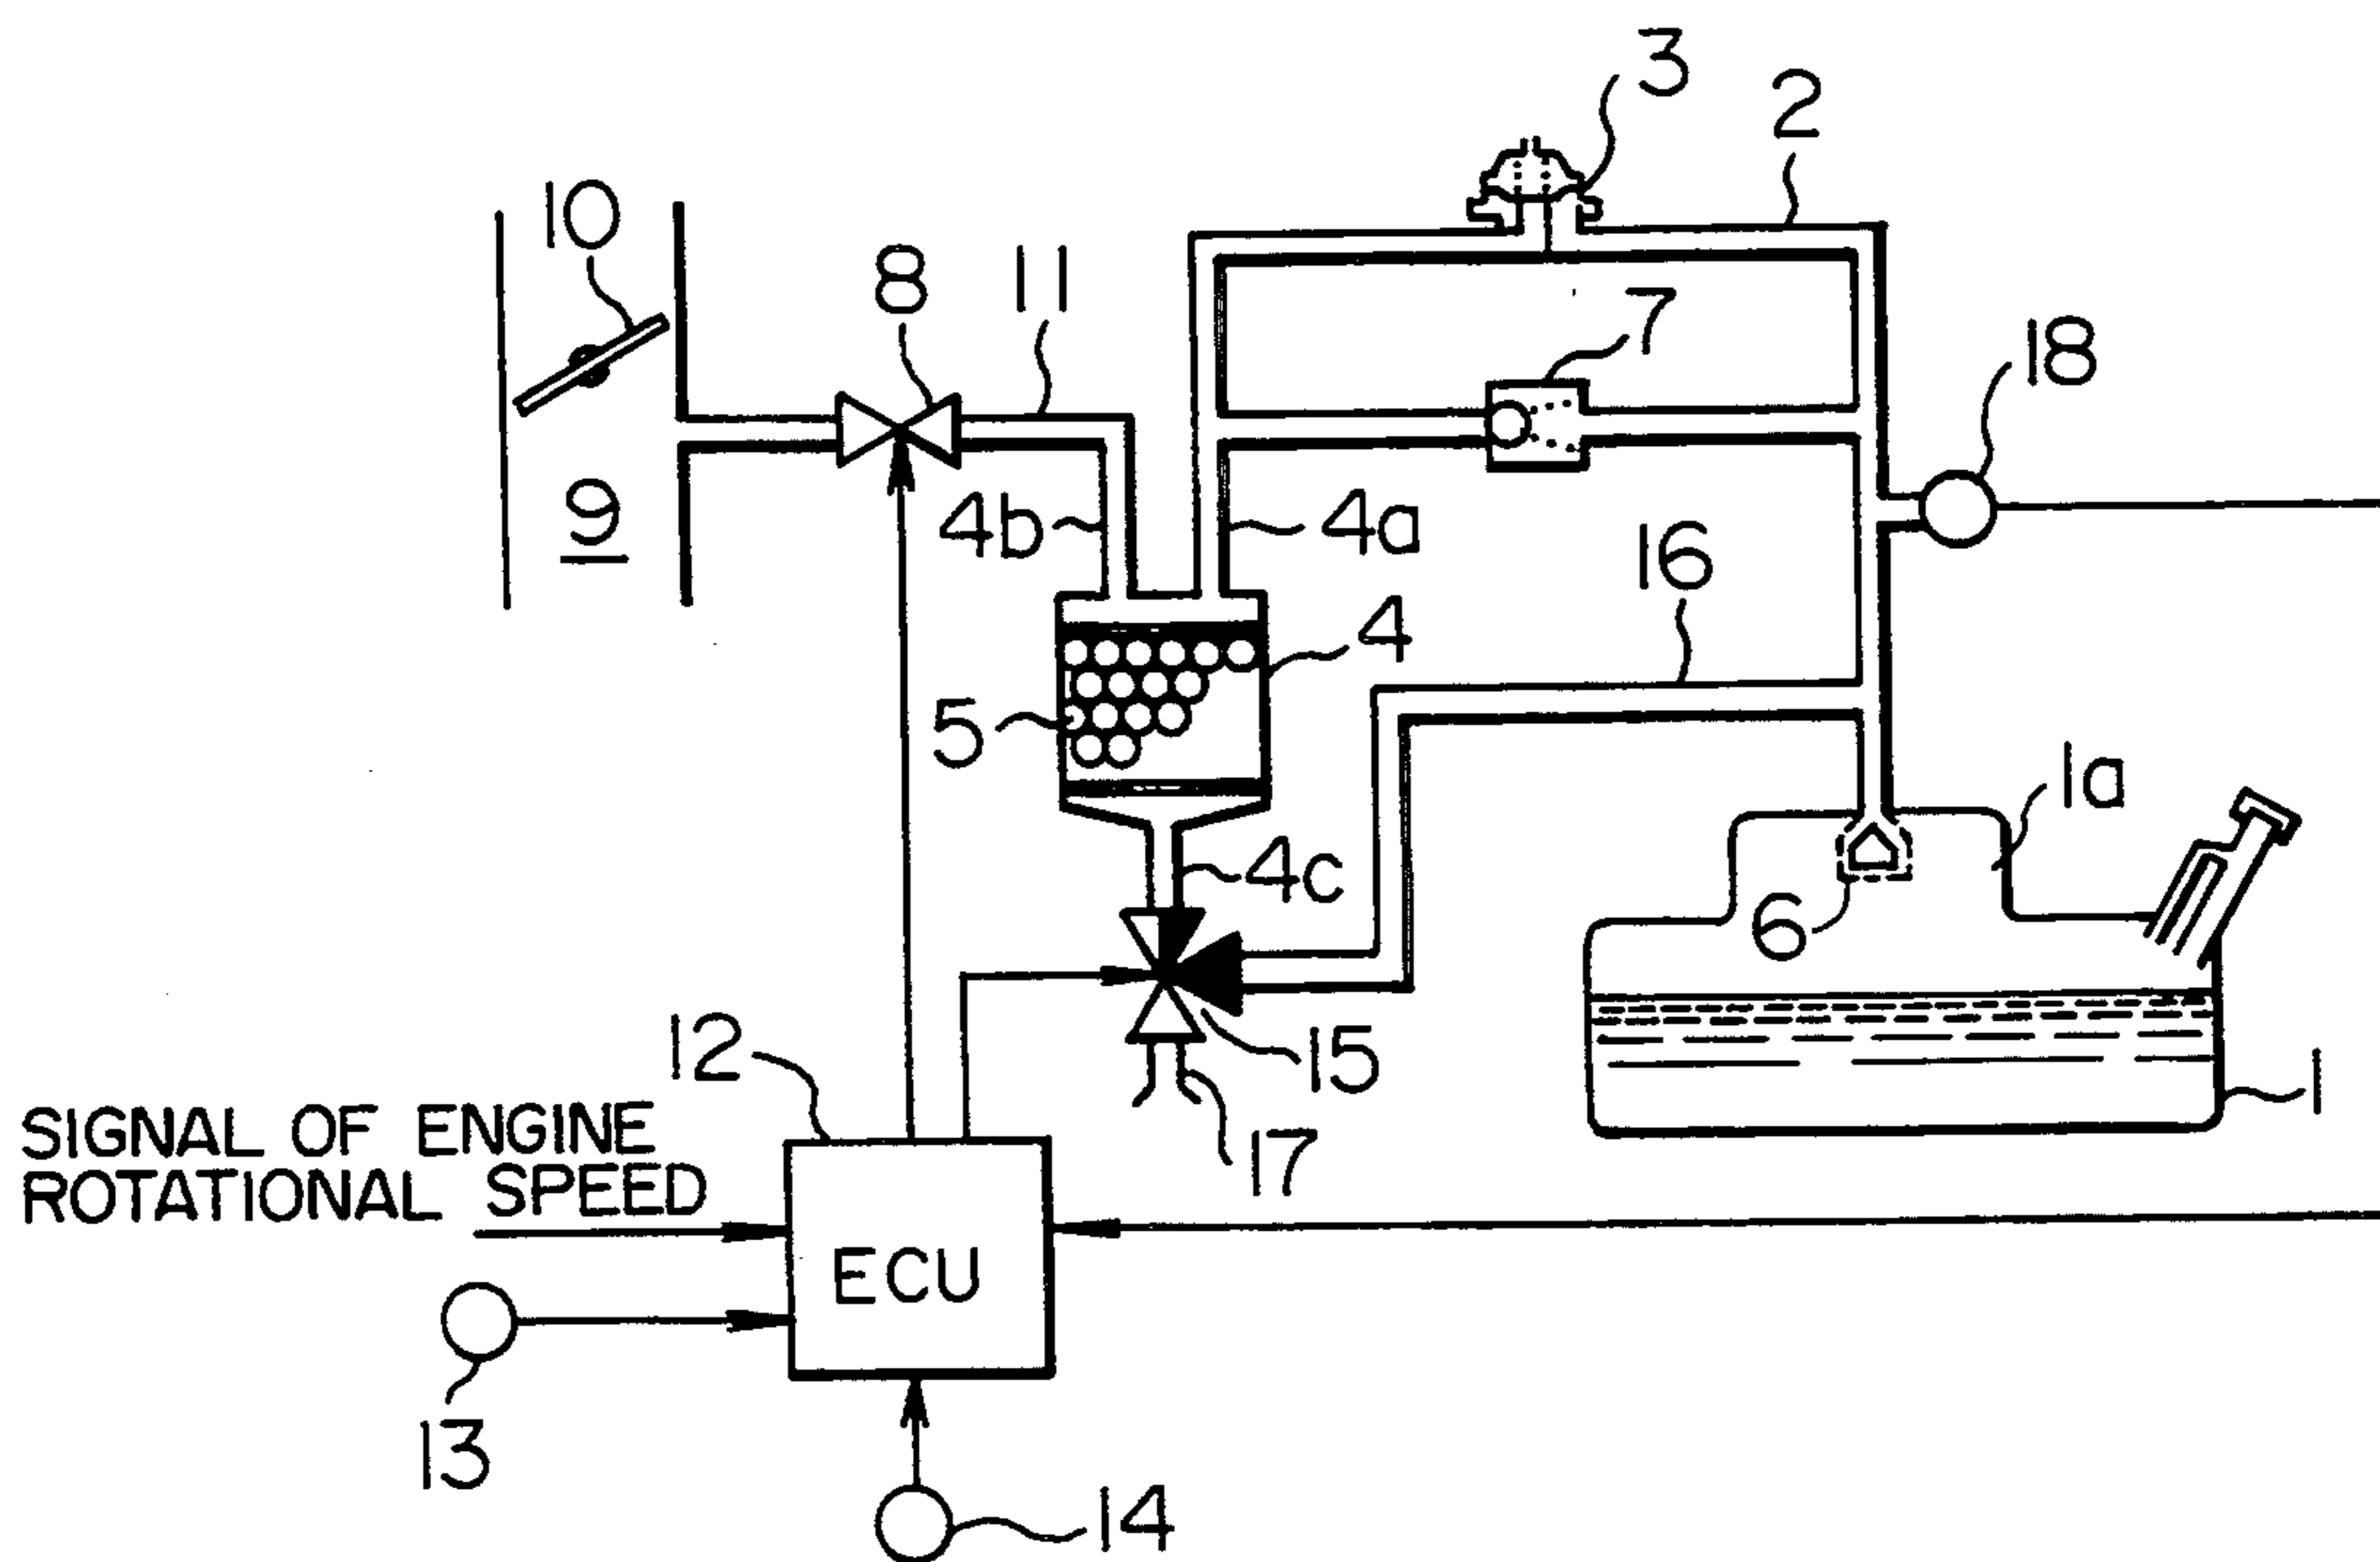 3
2
10
8
11
7
18
9
4b
4a
16
4
5
1a
4c
6
12
15
1
SIGNAL OF ENGINE
ROTATIONAL SPEED
17
ECU
13
14